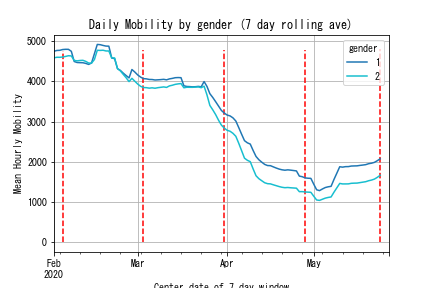 Daily Mobility by gender (7 day rolling ave)
gender
1
2
5000
4000
3000
2000
1000
0
Mean Hourly Mobility
Feb
2020
Mar
Apr
May
Center date of 7 day window